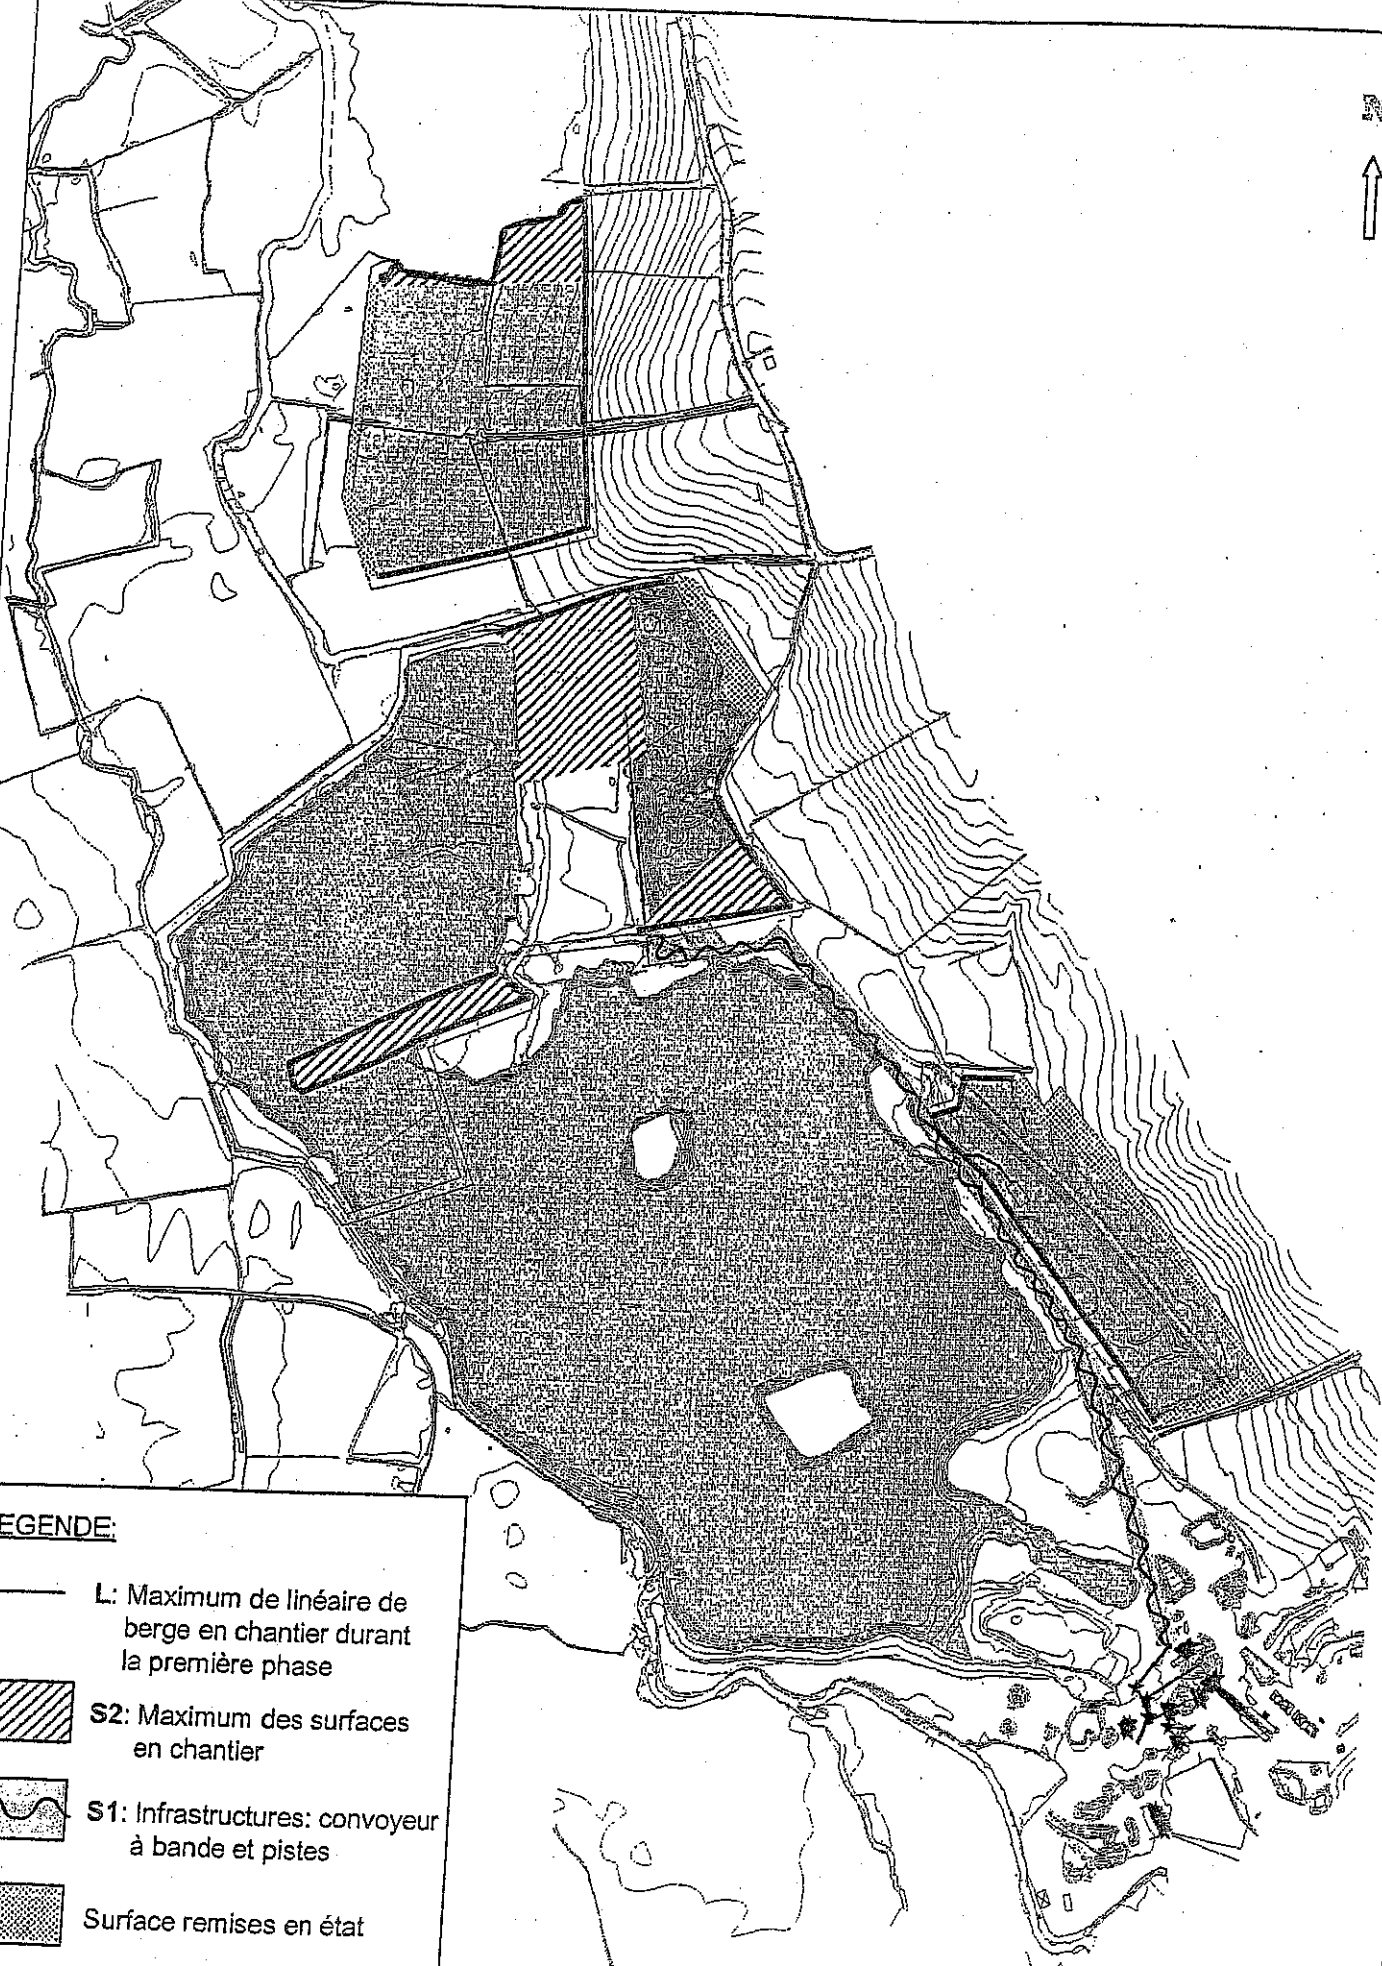 EGENDE:
L: Maximum de linéaire de
berge en chantier durant
la première phase
S2: Maximum des surfaces
en chantier
S1: Infrastructures: convoyeur
à bande et pistes
Surface remises en état